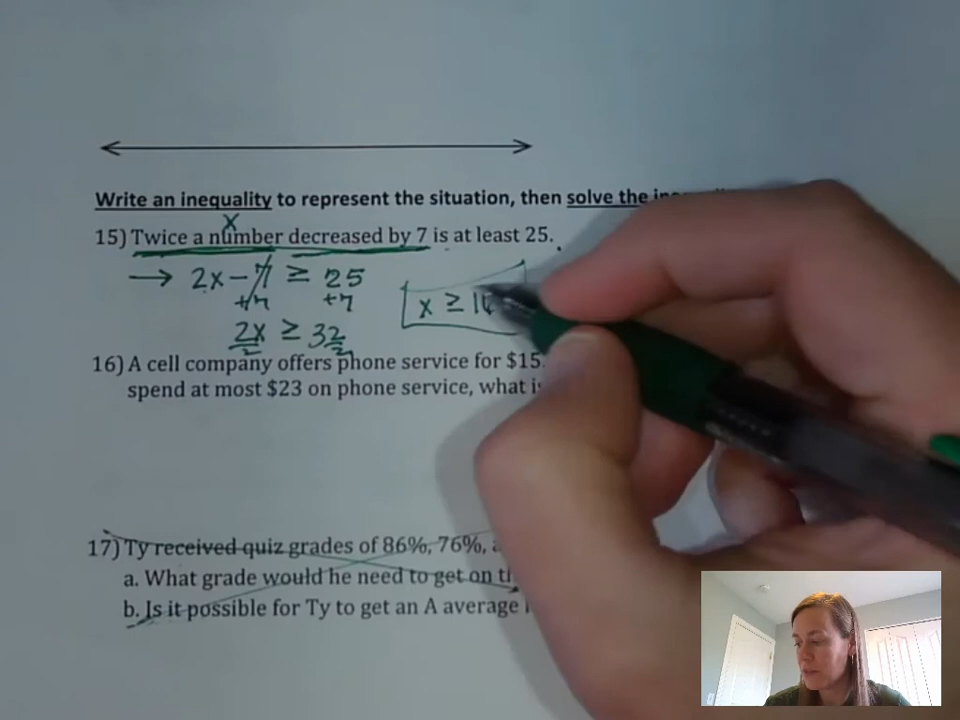 Write an inequality to represent the situation, then solve the
x
15) Twice a number decreased by 7 is at least 25.
→ 2x - 7 ≥ 25
+7 +7
2x ≥ 32
2 2
x ≥ 16
16) A cell company offers phone service for $15.
spend at most $23 on phone service, what
17) Ty received quiz grades of 86%, 76%,
a. What grade would he need to get on
b. Is it possible for Ty to get an A average